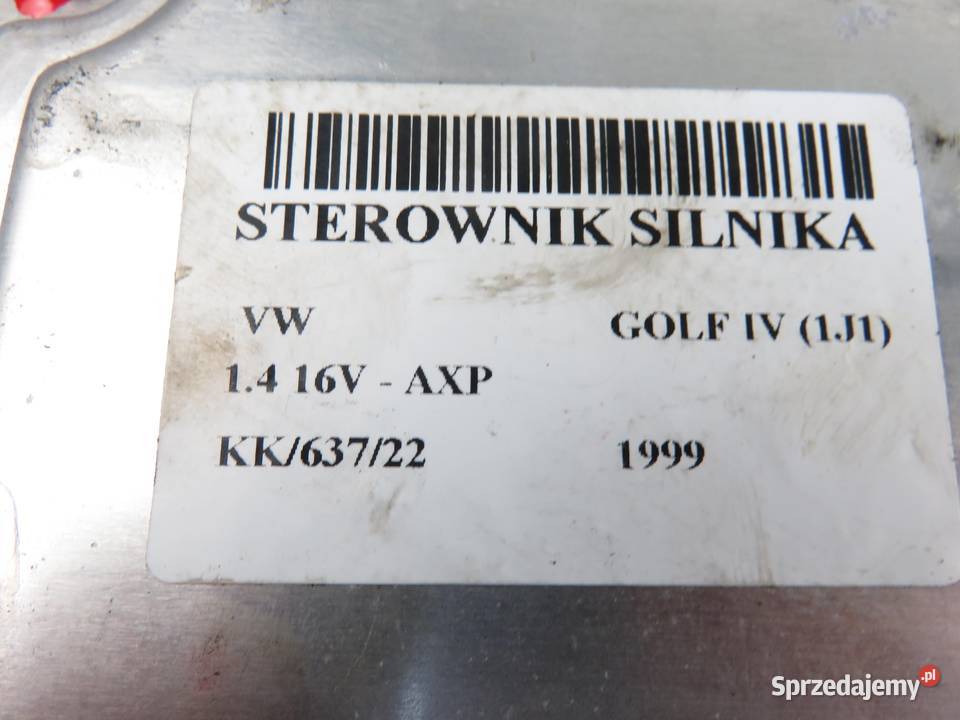 STEROWNIK SILNIKA
VW GOLF IV (1J1)
1.4 16V - AXP
KK/637/22 1999
Sprzedajemy.pl